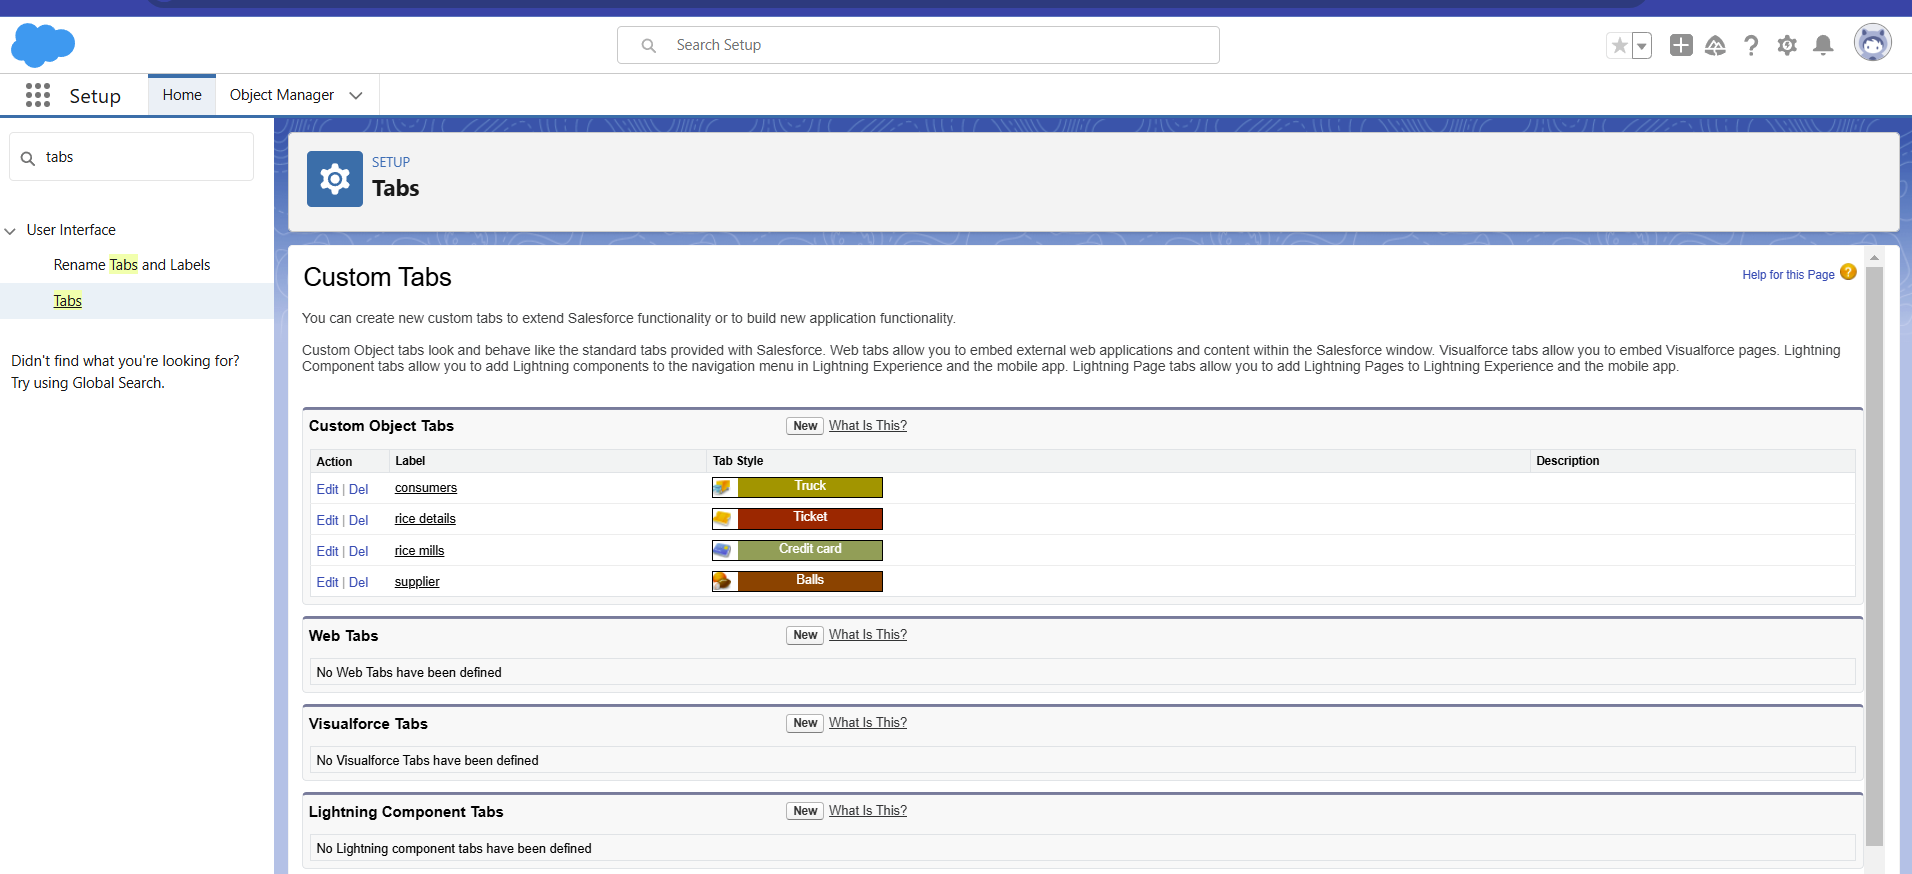 Search Setup
Setup
Home
Object Manager
tabs
User Interface
Rename Tabs and Labels
Tabs
Didn't find what you're looking for?
Try using Global Search.
SETUP
Tabs
Custom Tabs
Help for this Page
You can create new custom tabs to extend Salesforce functionality or to build new application functionality.
Custom Object tabs look and behave like the standard tabs provided with Salesforce. Web tabs allow you to embed external web applications and content within the Salesforce window. Visualforce tabs allow you to embed Visualforce pages. Lightning
Component tabs allow you to add Lightning components to the navigation menu in Lightning Experience and the mobile app. Lightning Page tabs allow you to add Lightning Pages to Lightning Experience and the mobile app.
Custom Object Tabs New What Is This?
Action Label Tab Style Description
Edit | Del consumers Truck
Edit | Del rice details Ticket
Edit | Del rice mills Credit card
Edit | Del supplier Balls
Web Tabs New What Is This?
No Web Tabs have been defined
Visualforce Tabs New What Is This?
No Visualforce Tabs have been defined
Lightning Component Tabs New What Is This?
No Lightning component tabs have been defined